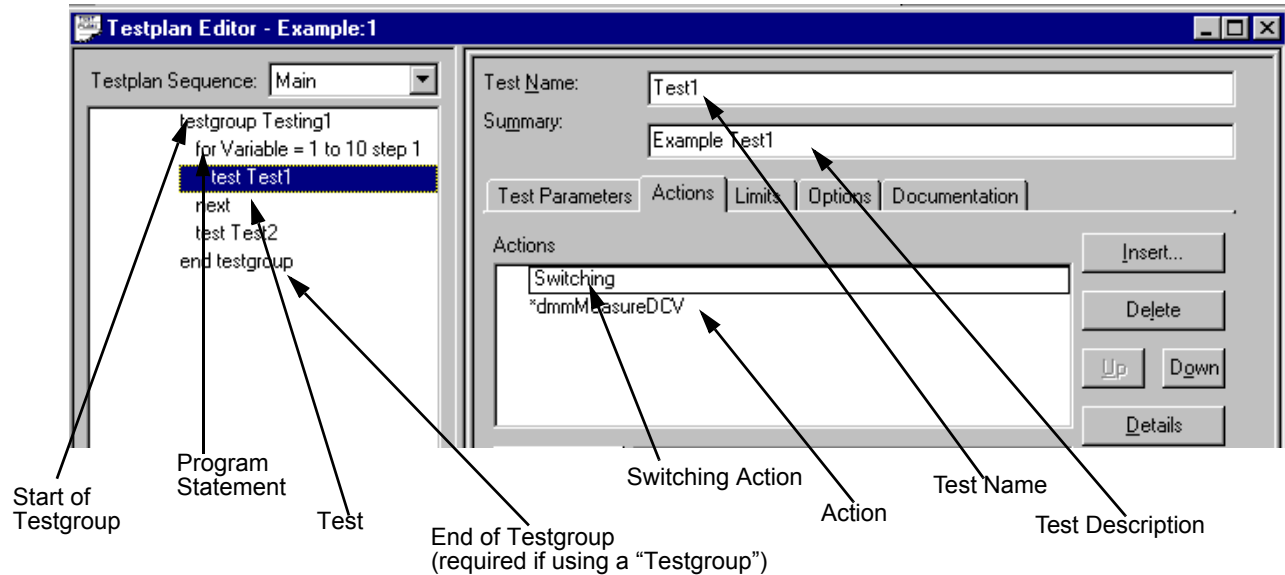 Testplan Editor - Example:1
Testplan Sequence: Main
testgroup Testing1
for Variable = 1 to 10 step 1
test Test1
next
test Test2
end testgroup
Test Name: Test1
Summary: Example Test1
Test Parameters Actions Limits Options Documentation
Actions
Switching
*dmmMeasureDCV
Insert...
Delete
Up Down
Details
Start of
Testgroup
Program
Statement
Test
End of Testgroup
(required if using a “Testgroup”)
Switching Action
Action
Test Name
Test Description